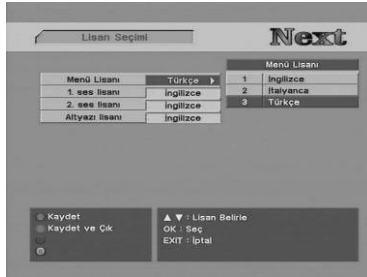 Lisan Seçimi
Next
Menü Lisanı Türkçe
1. ses lisanı İngilizce
2. ses lisanı İngilizce
Altyazı lisanı İngilizce
Menü Lisanı
1 İngilizce
2 İtalyanca
3 Türkçe
Kaydet
Kaydet ve Çık
▲ ▼ : Lisan Belirle
OK : Seç
EXIT : İptal